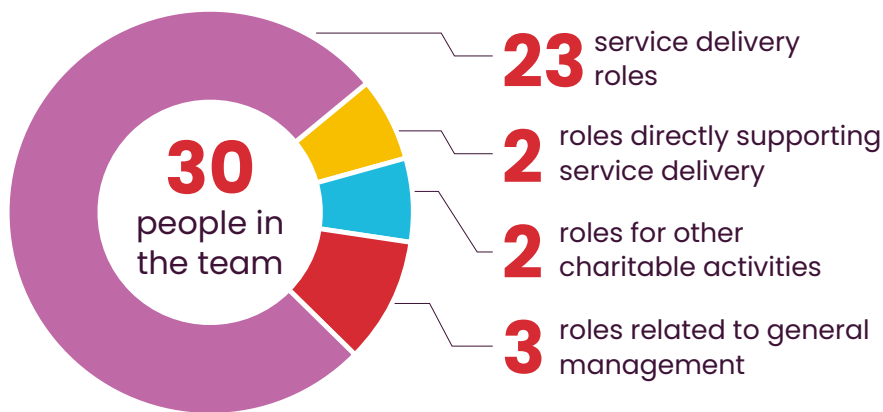 30
people in
the team
23 service delivery
roles
2 roles directly supporting
service delivery
2 roles for other
charitable activities
3 roles related to general
management